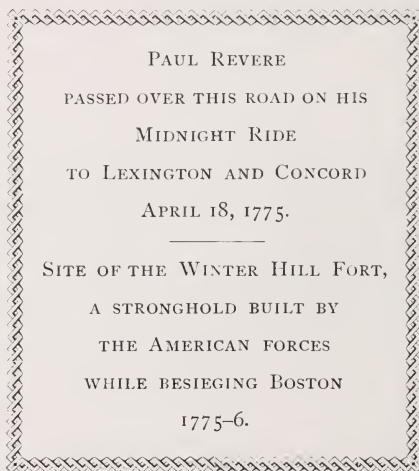 PAUL REVERE
PASSED OVER THIS ROAD ON HIS
MIDNIGHT RIDE
TO LEXINGTON AND CONCORD
APRIL 18, 1775.
SITE OF THE WINTER HILL FORT,
A STRONGHOLD BUILT BY
THE AMERICAN FORCES
WHILE BESIEGING BOSTON
1775–6.